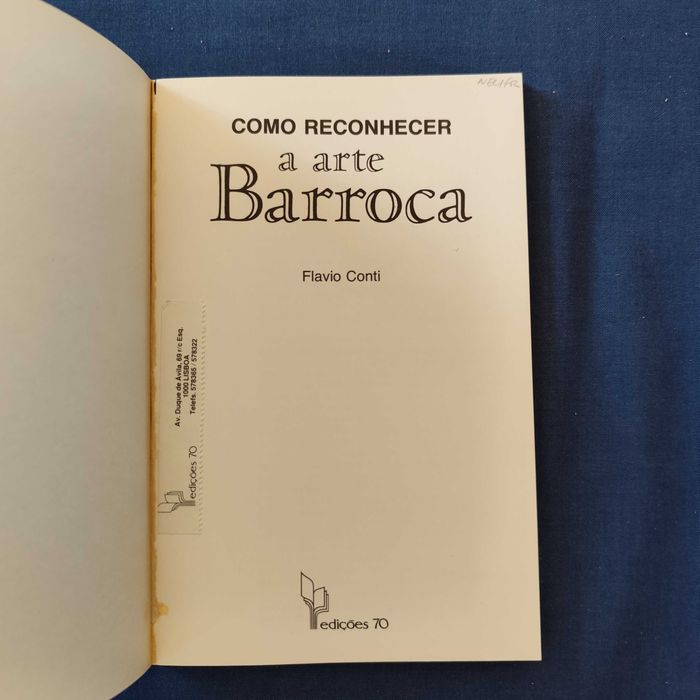 COMO RECONHECER
a arte
Barroca
Flavio Conti
Av. Duque de Ávila, 69 r/c Esq.
1000 LISBOA
Telefs. 578365 / 578322
edições 70
edições 70